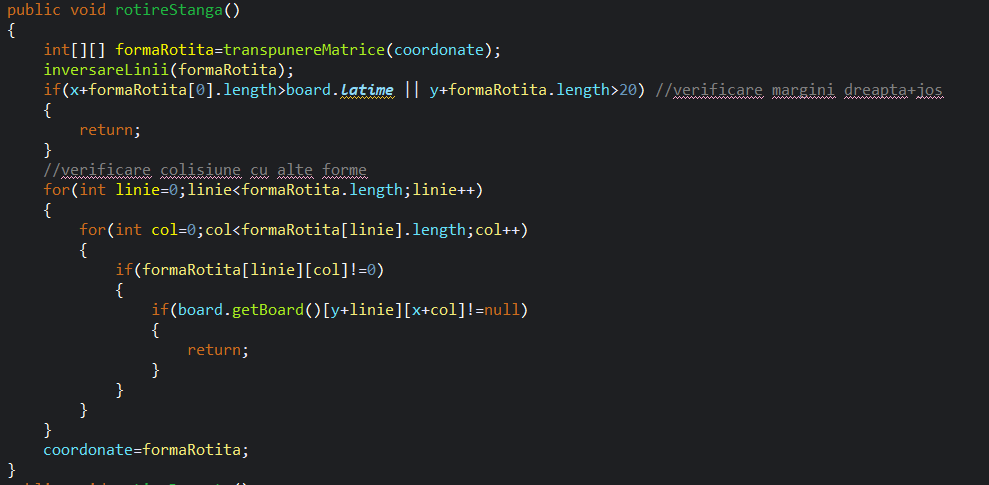 public void rotireStanga()
{
    int[][] formaRotita=transpunereMatrice(coordonate);
    inversareLinii(formaRotita);
    if(x+formaRotita[0].length>board.latime || y+formaRotita.length>20) //verificare margini dreapta+jos
    {
        return;
    }
    //verificare colisiune cu alte forme
    for(int linie=0;linie<formaRotita.length;linie++)
    {
        for(int col=0;col<formaRotita[linie].length;col++)
        {
            if(formaRotita[linie][col]!=0)
            {
                if(board.getBoard()[y+linie][x+col]!=null)
                {
                    return;
                }
            }
        }
    }
    coordonate=formaRotita;
}